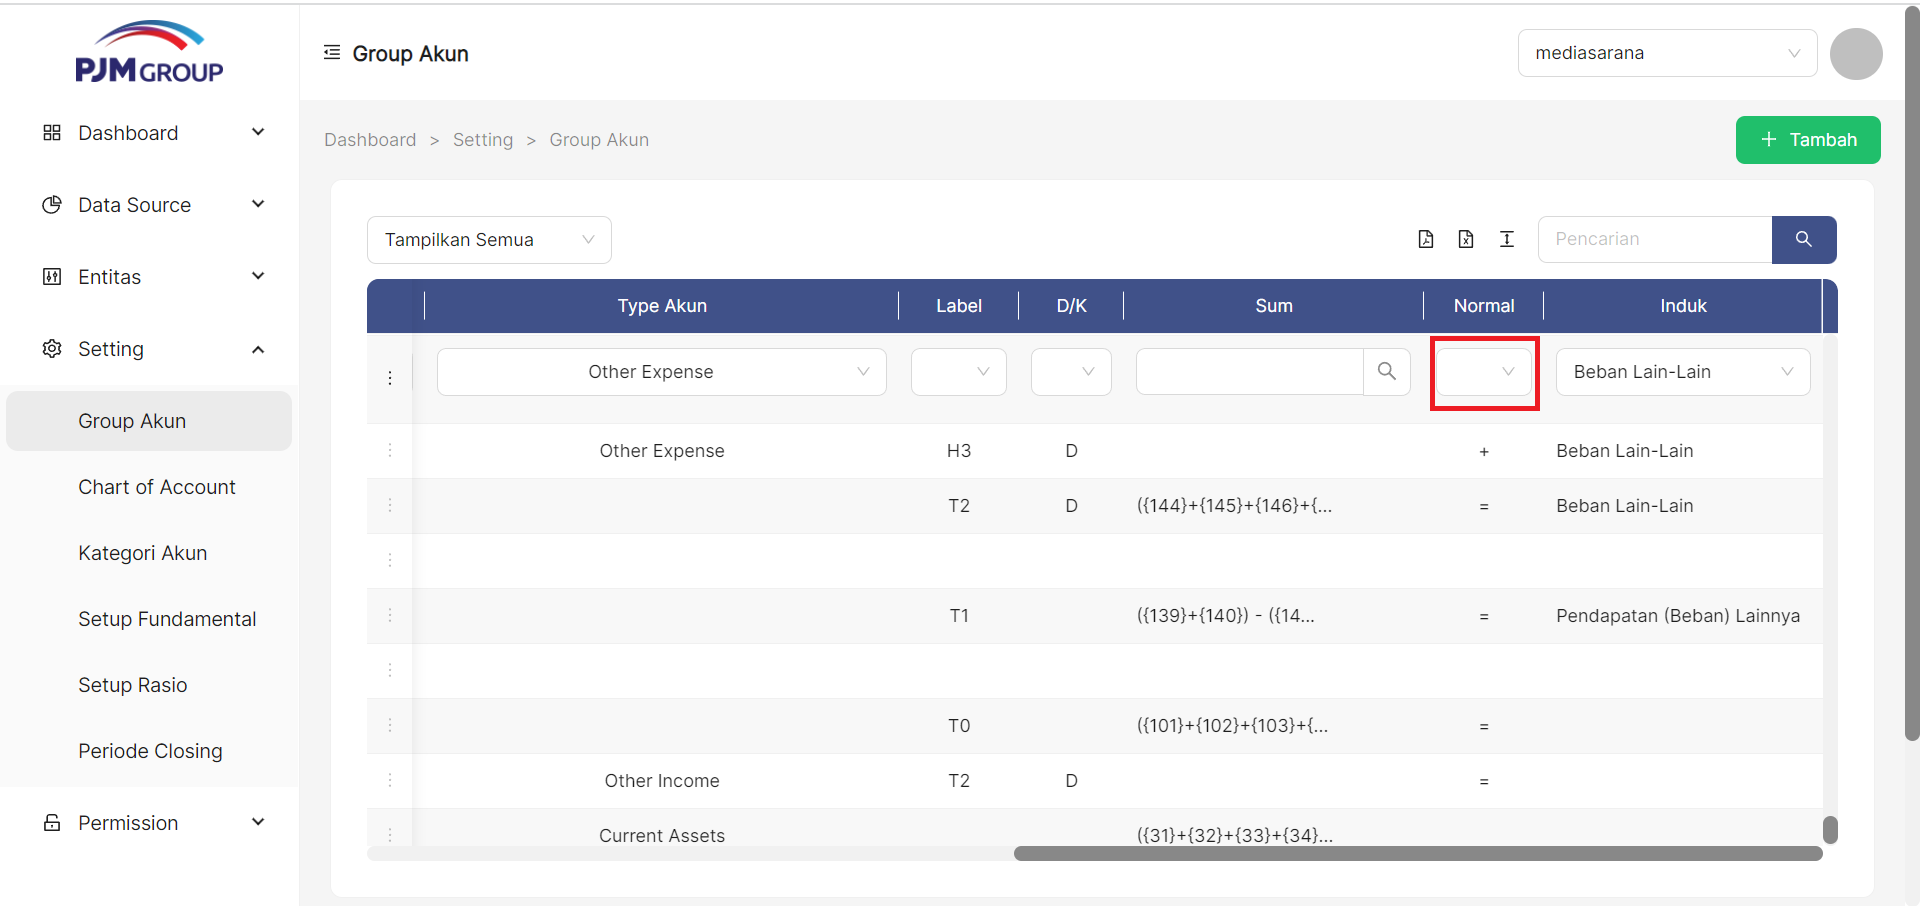 PJM GROUP
Group Akun
mediasarana
Dashboard
Data Source
Entitas
Setting
Group Akun
Chart of Account
Kategori Akun
Setup Fundamental
Setup Rasio
Periode Closing
Permission
Dashboard > Setting > Group Akun
+ Tambah
Tampilkan Semua
Pencarian
Type Akun Label D/K Sum Normal Induk
Other Expense Beban Lain-Lain
Other Expense H3 D + Beban Lain-Lain
T2 D ({144}+{145}+{146}+{... = Beban Lain-Lain
T1 ({139}+{140}) - ({14... = Pendapatan (Beban) Lainnya
T0 ({101}+{102}+{103}+{... =
Other Income T2 D =
Current Assets ({31}+{32}+{33}+{34}...